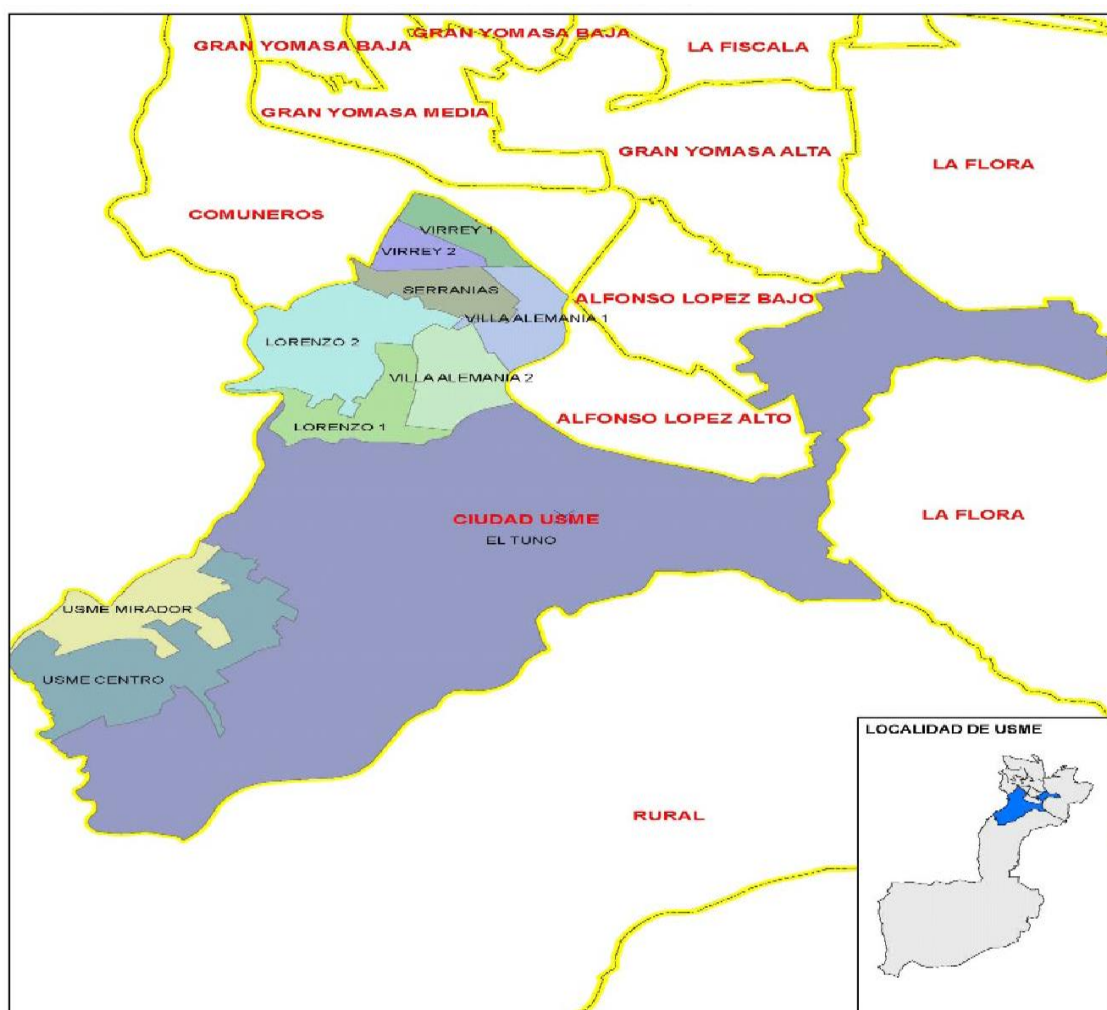 GRAN YOMASA BAJA
GRAN YOMASA BAJA
LA FISCALA
GRAN YOMASA MEDIA
GRAN YOMASA ALTA
LA FLORA
COMUNEROS
VIRREY 1
VIRREY 2
SERRANIAS
ALFONSO LOPEZ BAJO
VILLA ALEMANIA 1
LORENZO 2
VILLA ALEMANIA 2
ALFONSO LOPEZ ALTO
LORENZO 1
CIUDAD USME
LA FLORA
EL TUNO
USME MIRADOR
USME CENTRO
LOCALIDAD DE USME
RURAL